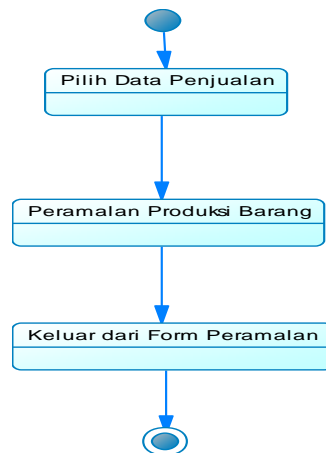 Pilih Data Penjualan
Peramalan Produksi Barang
Keluar dari Form Peramalan